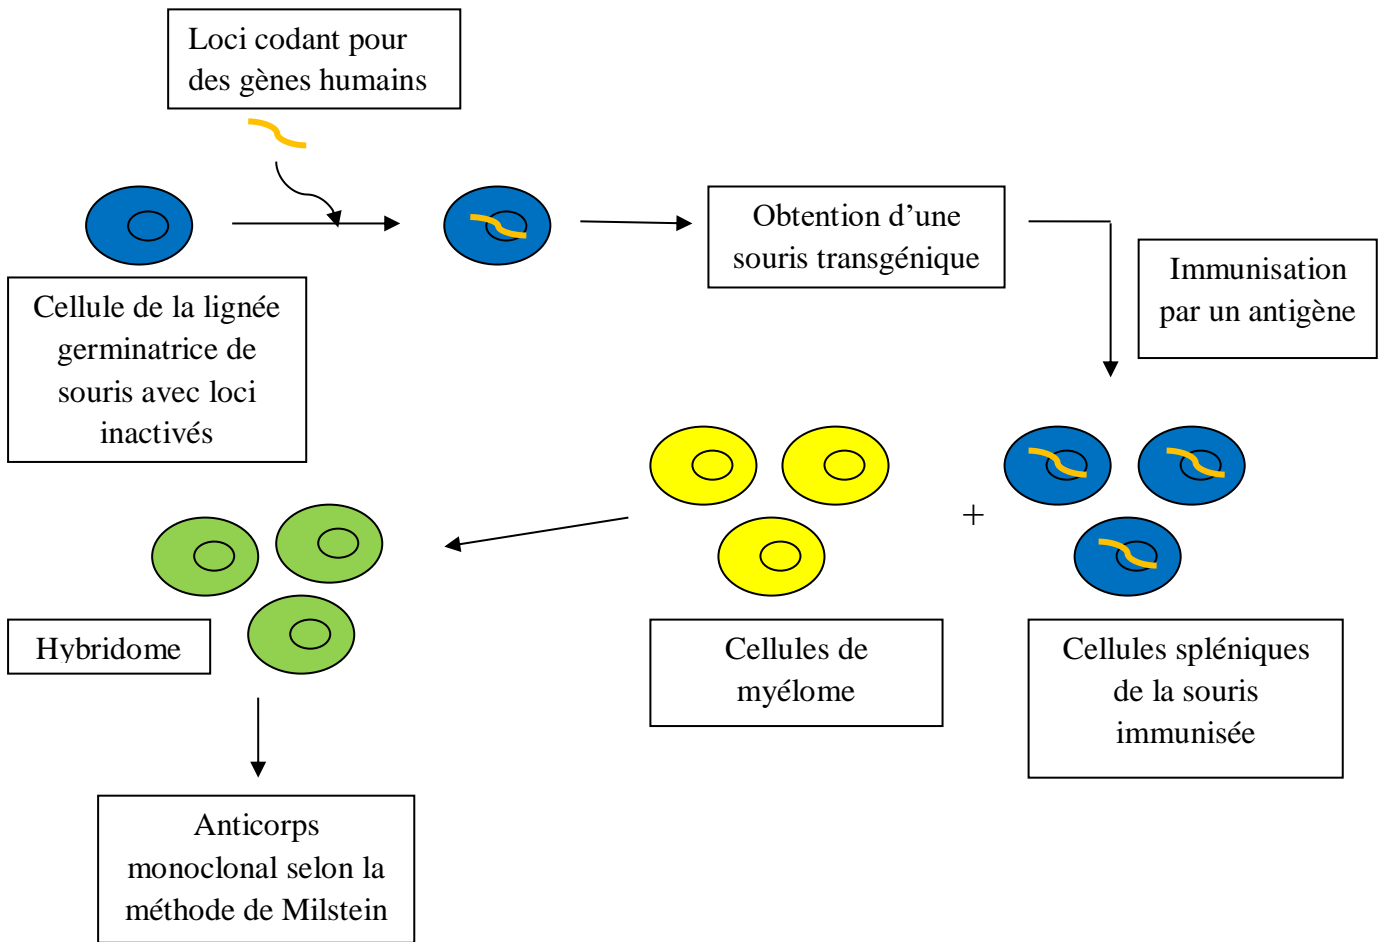 Loci codant pour
des gènes humains
Cellule de la lignée
germinatrice de
souris avec loci
inactivés
Obtention d’une
souris transgénique
Immunisation
par un antigène
+
Cellules spléniques
de la souris
immunisée
Cellules de
myélome
Hybridome
Anticorps
monoclonal selon la
méthode de Milstein